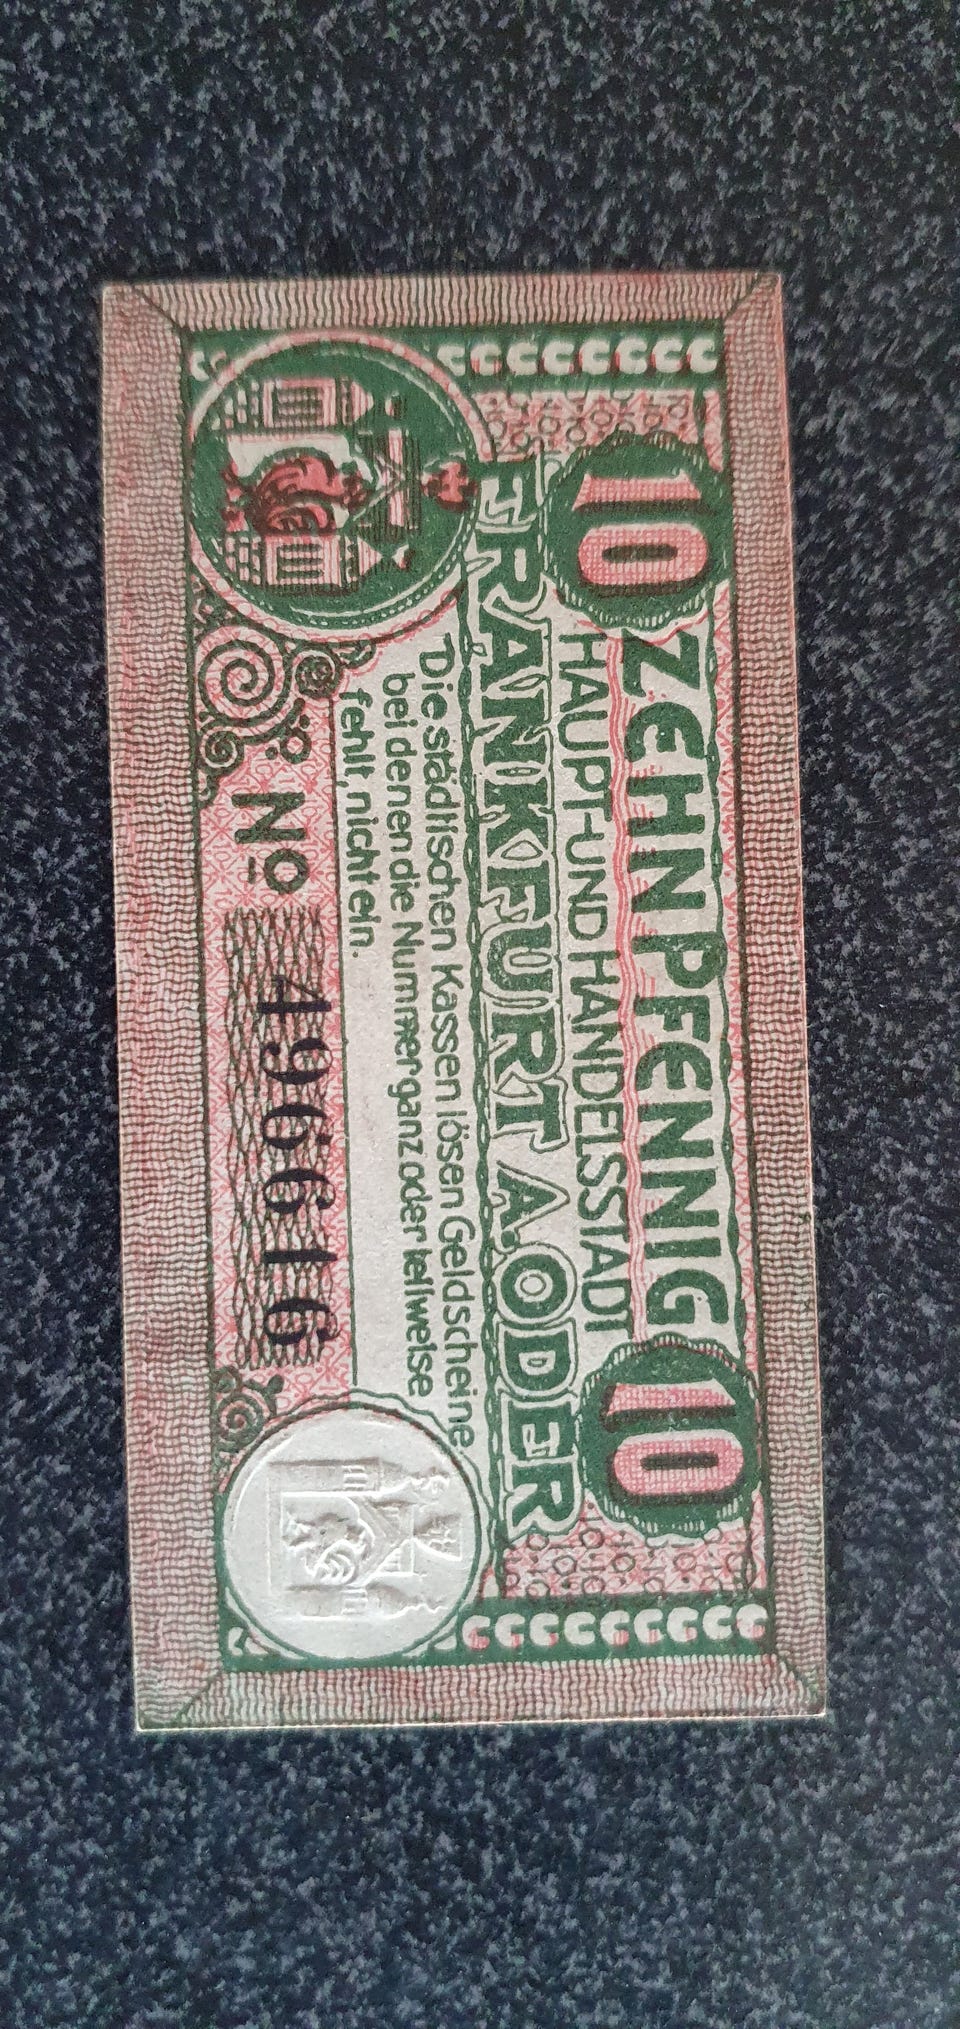 10 ZEHN PFENNIG 10
HAUPT-UND HANDELSSTADT
FRANKFURT A.ODER
Die städtischen Kassen lösen Geldscheine
bei denen die Nummer ganz oder teilweise
fehlt, nicht ein.
No 496616